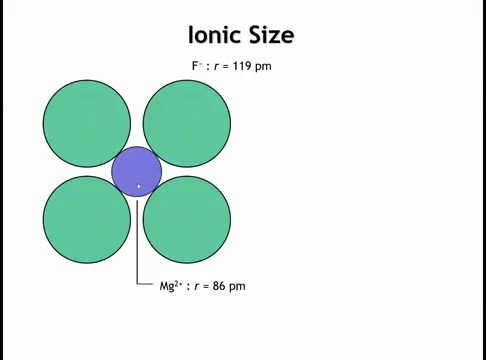 Ionic Size
F⁻ : r = 119 pm
Mg²⁺ : r = 86 pm